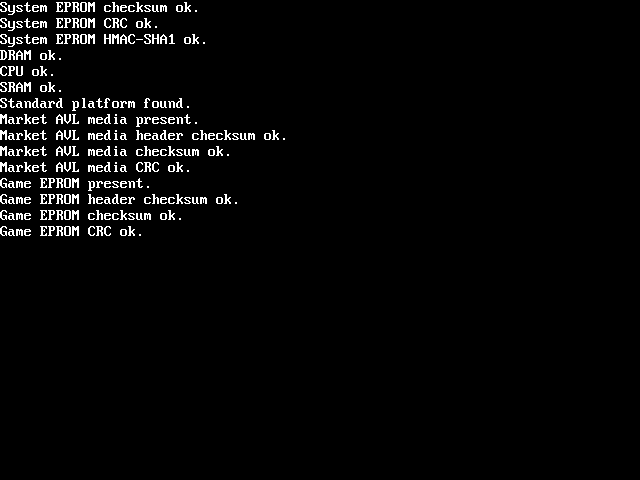 System EPROM checksum ok.
System EPROM CRC ok.
System EPROM HMAC-SHA1 ok.
DRAM ok.
CPU ok.
SRAM ok.
Standard platform found.
Market AVL media present.
Market AVL media header checksum ok.
Market AVL media checksum ok.
Market AVL media CRC ok.
Game EPROM present.
Game EPROM header checksum ok.
Game EPROM checksum ok.
Game EPROM CRC ok.